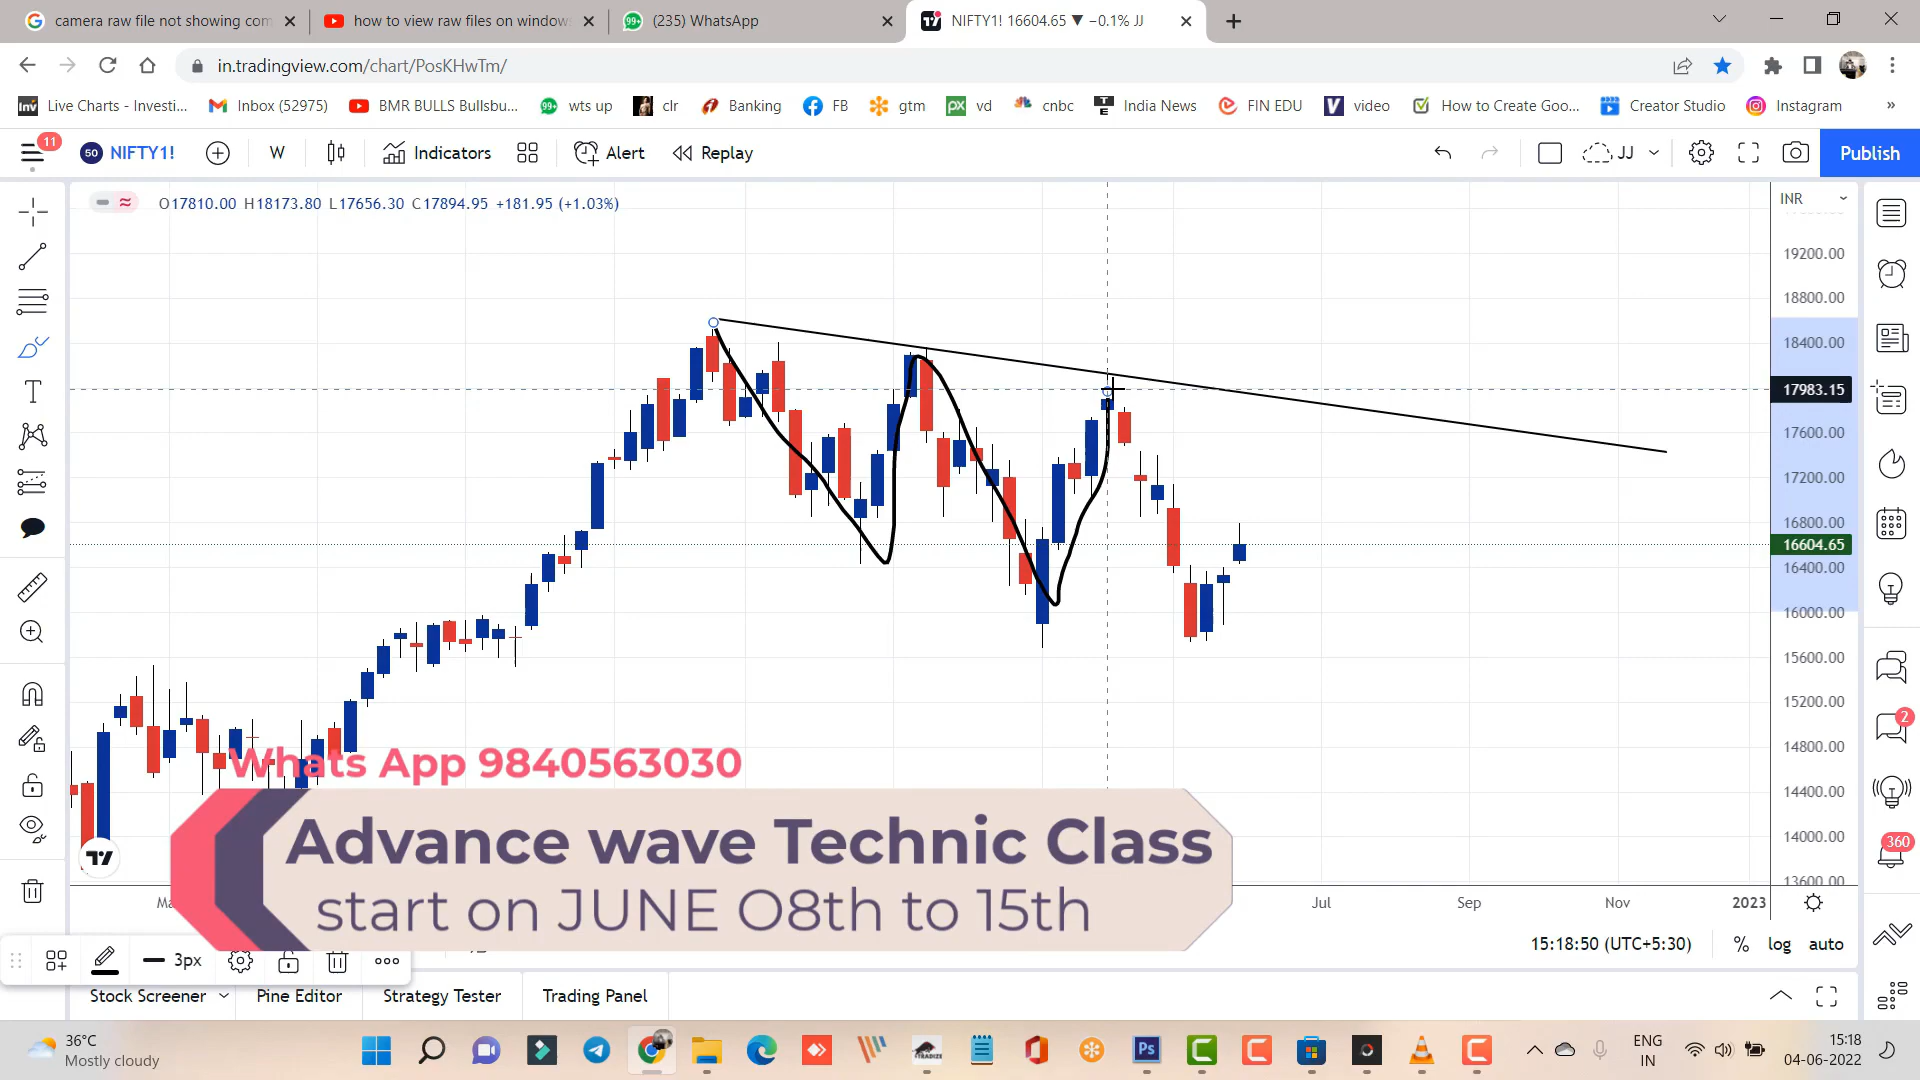 camera raw file not showing com
how to view raw files on window
(235) WhatsApp
NIFTY1! 16604.65 ▼ −0.1% JJ
in.tradingview.com/chart/PosKHwTm/
Live Charts - Investi...
Inbox (52975)
BMR BULLS Bullsbu...
wts up
clr
Banking
FB
gtm
vd
cnbc
India News
FIN EDU
video
How to Create Goo...
Creator Studio
Instagram
»
11
50 NIFTY1!
W
Indicators
Alert
Replay
JJ
Publish
O17810.00 H18173.80 L17656.30 C17894.95 +181.95 (+1.03%)
INR
19200.00
18800.00
18400.00
17983.15
17600.00
17200.00
16800.00
16604.65
16400.00
16000.00
15600.00
15200.00
14800.00
14400.00
14000.00
13600.00
2
360
Whats App 9840563030
Advance wave Technic Class
start on JUNE O8th to 15th
Jul
Sep
Nov
2023
15:18:50 (UTC+5:30)
%
log
auto
3px
Stock Screener
Pine Editor
Strategy Tester
Trading Panel
36°C
Mostly cloudy
ENG
IN
15:18
04-06-2022